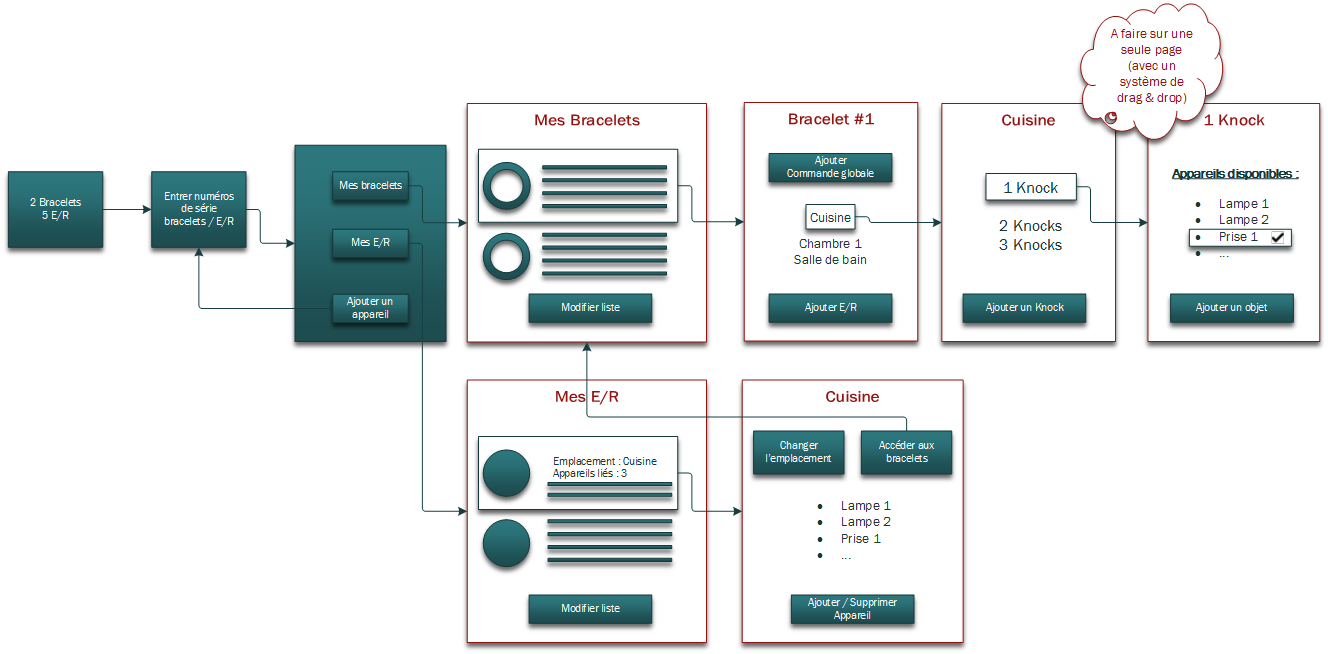 A faire sur une
seule page
(avec un
système de
drag & drop)
2 Bracelets
5 E/R
Entrer numéros
de série
bracelets / E/R
Mes bracelets
Mes E/R
Ajouter un
appareil
Mes Bracelets
Modifier liste
Bracelet #1
Ajouter
Commande globale
Cuisine
Chambre 1
Salle de bain
Ajouter E/R
Cuisine
1 Knock
2 Knocks
3 Knocks
Ajouter un Knock
1 Knock
Appareils disponibles :
• Lampe 1
• Lampe 2
• Prise 1
• ...
Ajouter un objet
Mes E/R
Emplacement : Cuisine
Appareils liés : 3
Modifier liste
Cuisine
Changer
l'emplacement
Accéder aux
bracelets
• Lampe 1
• Lampe 2
• Prise 1
• ...
Ajouter / Supprimer
Appareil